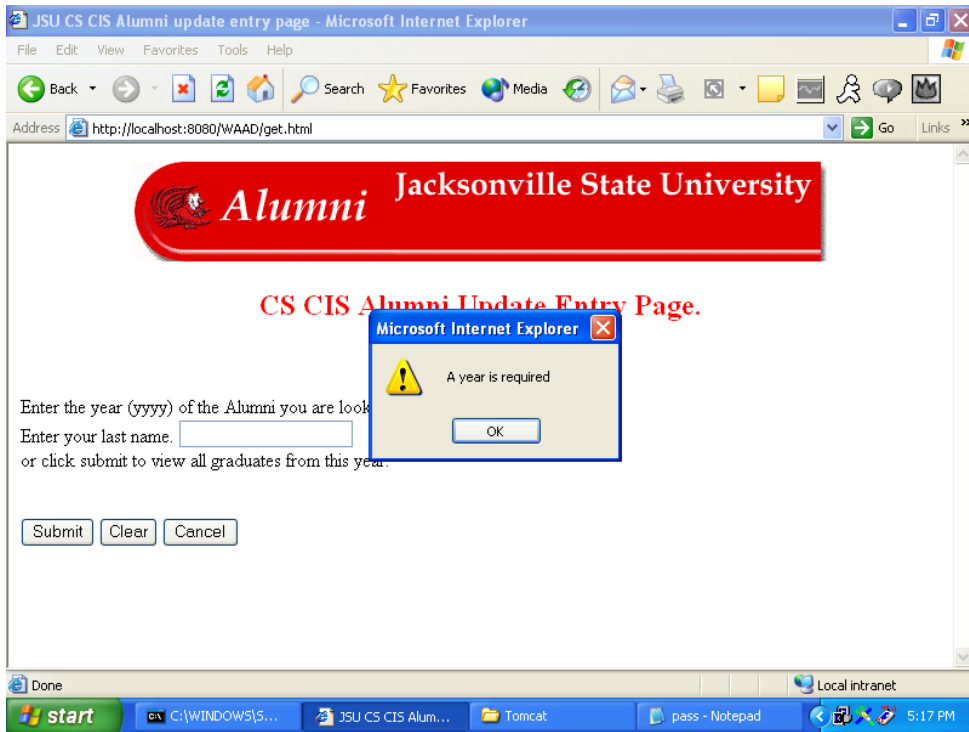 JSU CS CIS Alumni update entry page - Microsoft Internet Explorer
File Edit View Favorites Tools Help
Back Search Favorites Media
Address http://localhost:8080/WAAD/get.html Go Links »
Alumni Jacksonville State University
CS CIS Alumni Update Entry Page.
Microsoft Internet Explorer
A year is required
OK
Enter the year (yyyy) of the Alumni you are look
Enter your last name.
or click submit to view all graduates from this year.
Submit Clear Cancel
Done Local intranet
start C:\WINDOWS\S... JSU CS CIS Alum... Tomcat pass - Notepad 5:17 PM